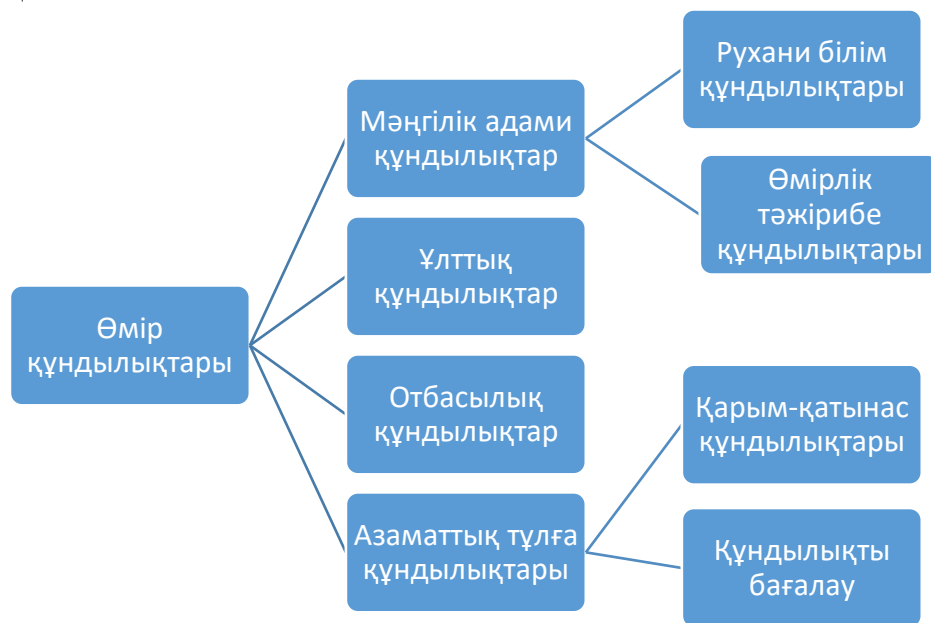 Өмір
құндылықтары
Мәңгілік адами
құндылықтар
Рухани білім
құндылықтары
Өмірлік
тәжірибе
құндылықтары
Ұлттық
құндылықтар
Отбасылық
құндылықтар
Азаматтық тұлға
құндылықтары
Қарым-қатынас
құндылықтары
Құндылықты
бағалау